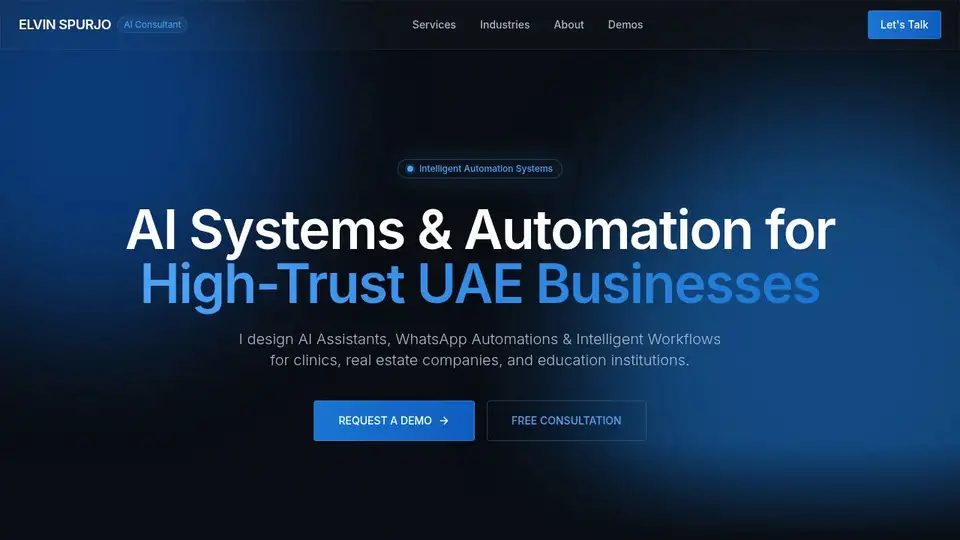 ELVIN SPURJO
AI Consultant
Services
Industries
About
Demos
Let's Talk
Intelligent Automation Systems
AI Systems & Automation for
High-Trust UAE Businesses
I design AI Assistants, WhatsApp Automations & Intelligent Workflows
for clinics, real estate companies, and education institutions.
REQUEST A DEMO →
FREE CONSULTATION